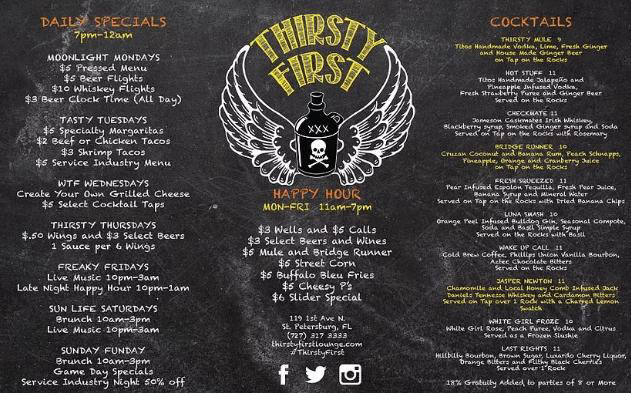 DAILY SPECIALS
7pm-12am
MOONLIGHT MONDAYS
$5 Pressed Menu
$5 Beer Flights
$10 Whiskey Flights
$3 Beer Clock Time (All Day)
TASTY TUESDAYS
$5 Specialty Margaritas
$2 Beef or Chicken Tacos
$3 Shrimp Tacos
$5 Service Industry Menu
WTF WEDNESDAYS
Create Your Own Grilled Cheese
$5 Select Cocktail Taps
THIRSTY THURSDAYS
$.50 Wings and $3 Select Beers
1 Sauce per 6 Wings
FREAKY FRIDAYS
Live Music 10pm-3am
Late Night Happy Hour 10pm-1am
SUN LIFE SATURDAYS
Brunch 10am-3pm
Live Music 10pm-3am
SUNDAY FUNDAY
Brunch 10am-3pm
Game Day Specials
Service Industry Night 50% off
THIRSTY
FIRST
XXX
HAPPY HOUR
MON-FRI 11am-7pm
$3 Wells and $5 Calls
$3 Select Beers and Wines
$5 Mule and Bridge Runner
$5 Street Corn
$5 Buffalo Bleu Fries
$5 Cheesy P's
$6 Slider Special
119 1st Ave N.
St. Petersburg, FL
(727) 317 3333
thirstyfirstlounge.com
#ThirstyFirst
COCKTAILS
THIRSTY MULE 9
Titos Handmade Vodka, Lime, Fresh Ginger
and House Made Ginger Beer
on Tap on the Rocks
HOT STUFF 11
Titos Handmade Jalapeño and
Pineapple Infused Vodka,
Fresh Strawberry Puree and Ginger Beer
Served on the Rocks
CHECKMATE 11
Jameson Caskmates Irish Whiskey,
Blackberry syrup, Smoked Ginger syrup and Soda
Served on Tap on the Rocks with Rosemary
BRIDGE RUNNER 10
Cruzan Coconut and Banana Rum, Peach Schnapps,
Pineapple, Orange and Cranberry Juice
on Tap on the Rocks
FRESH SQUEEZED 11
Pear Infused Espolon Tequilla, Fresh Pear Juice,
Banana Syrup and Mineral Water
Served on Tap on the Rocks with Dried Banana Chips
LUNA SMASH 10
Orange Peel Infused Bulldog Gin, Seasonal Compote,
Soda and Basil Simple Syrup
Served on the Rocks with Basil
WAKE UP CALL 11
Cold Brew Coffee, Phillips Union Vanilla Bourbon,
Aztec Chocolate Bitters
Served on the Rocks
JASPER NEWTON 11
Chamomile and Local Honey Comb Infused Jack
Daniels Tennesse Whiskey and Cardamon Bitters
Served on Tap over 1 Rock with a Charred Lemon
Swatch
WHITE GIRL FROZE 10
White Girl Rose, Peach Puree, Vodka and Citrus
Served as a Frozen Slushie
LAST RIGHTS 11
Hillbilly Bourbon, Brown Sugar, Luxardo Cherry Liquor,
Orange Bitters and Filthy Black Cherries
Served over 1 Rock
18% Gratuity Added to parties of 8 or More